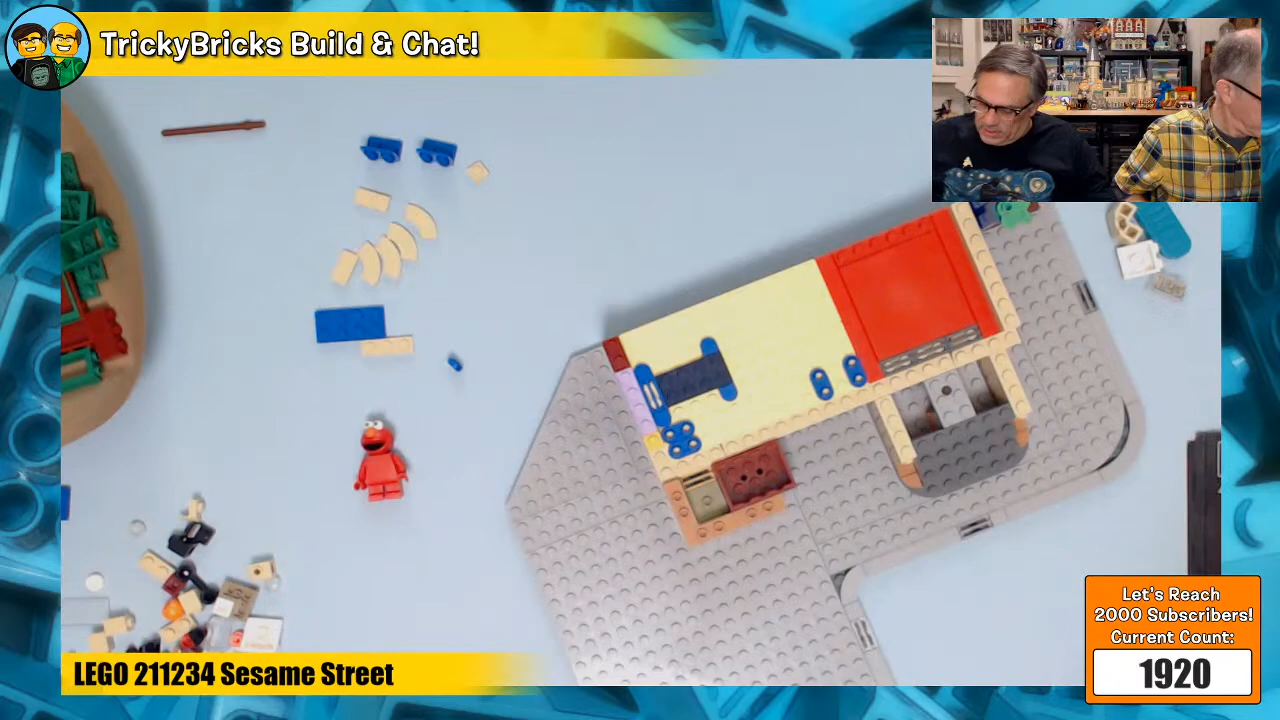 TrickyBricks Build & Chat!
Let's Reach
2000 Subscribers!
Current Count:
1920
LEGO 211234 Sesame Street